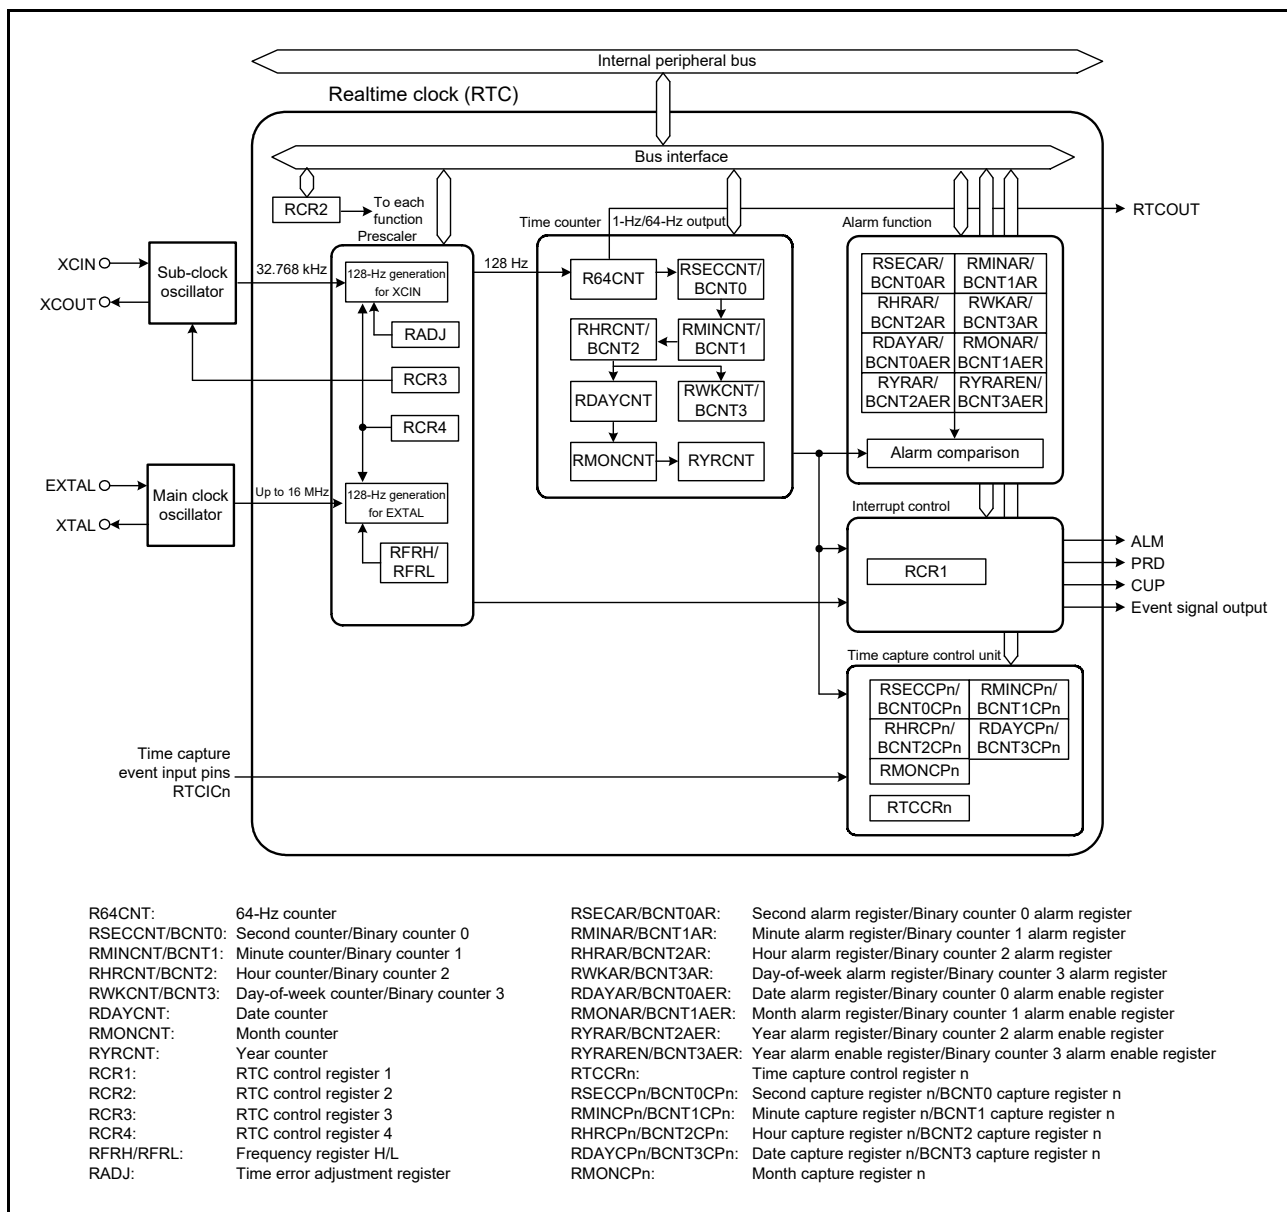 Internal peripheral bus
Realtime clock (RTC)
Bus interface
RCR2
To each
function
Prescaler
Time counter
1-Hz/64-Hz output
Alarm function
RTCOUT
XCIN
XCOUT
Sub-clock
oscillator
32.768 kHz
128-Hz generation
for XCIN
128 Hz
RADJ
RCR3
RCR4
EXTAL
XTAL
Main clock
oscillator
Up to 16 MHz
128-Hz generation
for EXTAL
RFRH/
RFRL
R64CNT
RSECCNT/
BCNT0
RHRCNT/
BCNT2
RMINCNT/
BCNT1
RDAYCNT
RWKCNT/
BCNT3
RMONCNT
RYRCNT
RSECAR/
BCNT0AR
RMINAR/
BCNT1AR
RHRAR/
BCNT2AR
RWKAR/
BCNT3AR
RDAYAR/
BCNT0AER
RMONAR/
BCNT1AER
RYRAR/
BCNT2AER
RYRAREN/
BCNT3AER
Alarm comparison
Interrupt control
RCR1
ALM
PRD
CUP
Event signal output
Time capture control unit
RSECCPn/
BCNT0CPn
RMINCPn/
BCNT1CPn
RHRCPn/
BCNT2CPn
RDAYCPn/
BCNT3CPn
RMONCPn
RTCCRn
Time capture
event input pins
RTCICn
R64CNT: 64-Hz counter
RSECCNT/BCNT0: Second counter/Binary counter 0
RMINCNT/BCNT1: Minute counter/Binary counter 1
RHRCNT/BCNT2: Hour counter/Binary counter 2
RWKCNT/BCNT3: Day-of-week counter/Binary counter 3
RDAYCNT: Date counter
RMONCNT: Month counter
RYRCNT: Year counter
RCR1: RTC control register 1
RCR2: RTC control register 2
RCR3: RTC control register 3
RCR4: RTC control register 4
RFRH/RFRL: Frequency register H/L
RADJ: Time error adjustment register
RSECAR/BCNT0AR: Second alarm register/Binary counter 0 alarm register
RMINAR/BCNT1AR: Minute alarm register/Binary counter 1 alarm register
RHRAR/BCNT2AR: Hour alarm register/Binary counter 2 alarm register
RWKAR/BCNT3AR: Day-of-week alarm register/Binary counter 3 alarm register
RDAYAR/BCNT0AER: Date alarm register/Binary counter 0 alarm enable register
RMONAR/BCNT1AER: Month alarm register/Binary counter 1 alarm enable register
RYRAR/BCNT2AER: Year alarm register/Binary counter 2 alarm enable register
RYRAREN/BCNT3AER: Year alarm enable register/Binary counter 3 alarm enable register
RTCCRn: Time capture control register n
RSECCPn/BCNT0CPn: Second capture register n/BCNT0 capture register n
RMINCPn/BCNT1CPn: Minute capture register n/BCNT1 capture register n
RHRCPn/BCNT2CPn: Hour capture register n/BCNT2 capture register n
RDAYCPn/BCNT3CPn: Date capture register n/BCNT3 capture register n
RMONCPn: Month capture register n